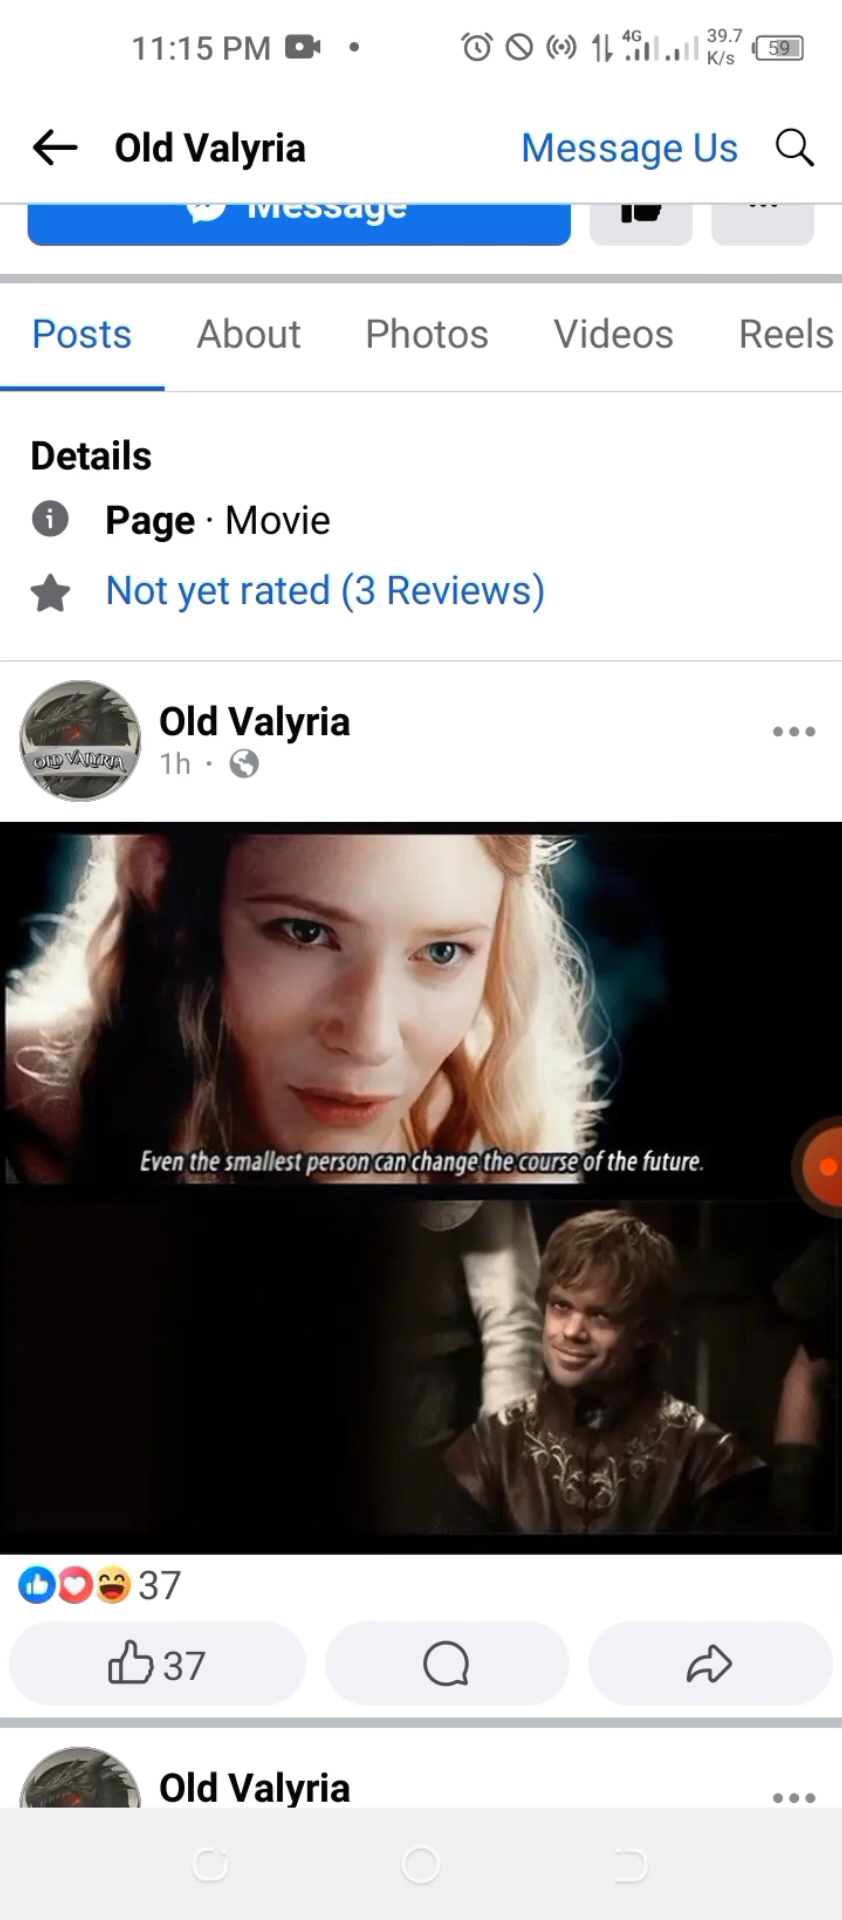 11:15 PM
4G
39.7
K/s
59
Old Valyria
Message Us
Message
Posts
About
Photos
Videos
Reels
Details
Page · Movie
Not yet rated (3 Reviews)
Old Valyria
1h ·
OLD VALYRIA
Even the smallest person can change the course of the future.
37
37
Old Valyria